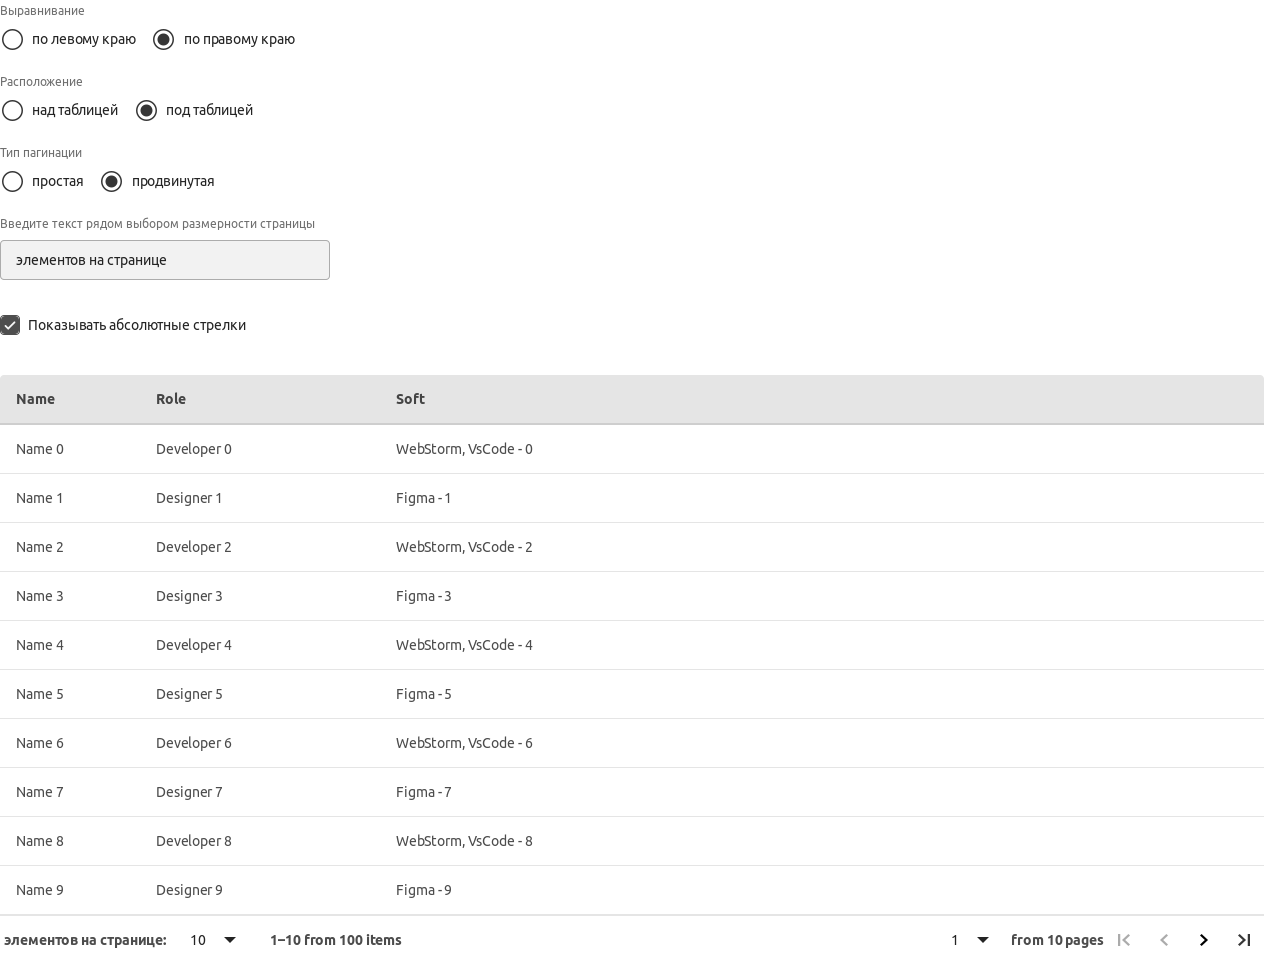 Выравнивание
по левому краю по правому краю
Расположение
над таблицей под таблицей
Тип пагинации
простая продвинутая
Введите текст рядом выбором размерности страницы
элементов на странице
Показывать абсолютные стрелки
Name Role Soft
Name 0 Developer 0 WebStorm, VsCode - 0
Name 1 Designer 1 Figma - 1
Name 2 Developer 2 WebStorm, VsCode - 2
Name 3 Designer 3 Figma - 3
Name 4 Developer 4 WebStorm, VsCode - 4
Name 5 Designer 5 Figma - 5
Name 6 Developer 6 WebStorm, VsCode - 6
Name 7 Designer 7 Figma - 7
Name 8 Developer 8 WebStorm, VsCode - 8
Name 9 Designer 9 Figma - 9
элементов на странице: 10 1–10 from 100 items 1 from 10 pages